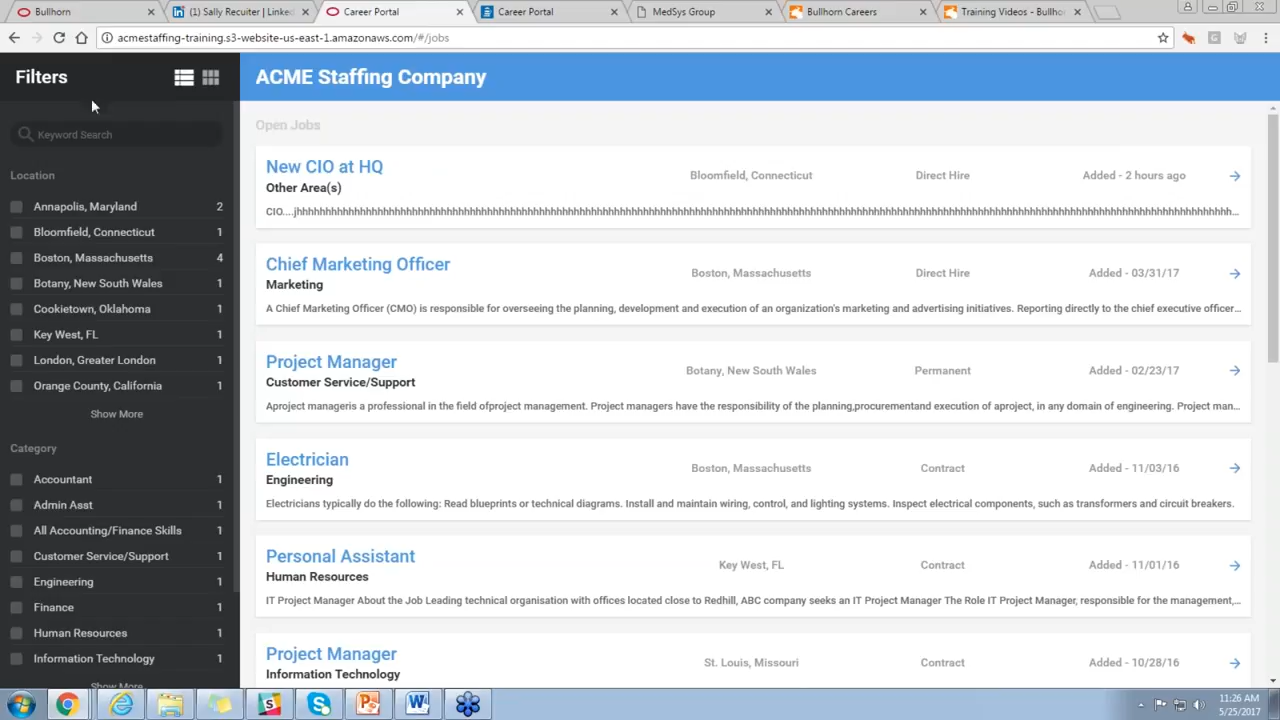 Bullhorn
(1) Sally Recuiter | Linked
Career Portal
Career Portal
MedSys Group
Bullhorn Careers
Training Videos - Bullho
acmestaffing-training.s3-website-us-east-1.amazonaws.com/#/jobs
Filters
ACME Staffing Company
Keyword Search
Location
Annapolis, Maryland 2
Bloomfield, Connecticut 1
Boston, Massachusetts 4
Botany, New South Wales 1
Cookietown, Oklahoma 1
Key West, FL 1
London, Greater London 1
Orange County, California 1
Show More
Category
Accountant 1
Admin Asst 1
All Accounting/Finance Skills 1
Customer Service/Support 1
Engineering 1
Finance 1
Human Resources 1
Information Technology 1
Show More
Open Jobs
New CIO at HQ
Other Area(s)
Bloomfield, Connecticut Direct Hire Added - 2 hours ago
Chief Marketing Officer
Marketing
Boston, Massachusetts Direct Hire Added - 03/31/17
A Chief Marketing Officer (CMO) is responsible for overseeing the planning, development and execution of an organization's marketing and advertising initiatives. Reporting directly to the chief executive officer...
Project Manager
Customer Service/Support
Botany, New South Wales Permanent Added - 02/23/17
Aproject manageris a professional in the field ofproject management. Project managers have the responsibility of the planning,procurementand execution of aproject, in any domain of engineering. Project man...
Electrician
Engineering
Boston, Massachusetts Contract Added - 11/03/16
Electricians typically do the following: Read blueprints or technical diagrams. Install and maintain wiring, control, and lighting systems. Inspect electrical components, such as transformers and circuit breakers.
Personal Assistant
Human Resources
Key West, FL Contract Added - 11/01/16
IT Project Manager About the Job Leading technical organisation with offices located close to Redhill, ABC company seeks an IT Project Manager The Role IT Project Manager, responsible for the management,...
Project Manager
Information Technology
St. Louis, Missouri Contract Added - 10/28/16
11:26 AM
5/25/2017